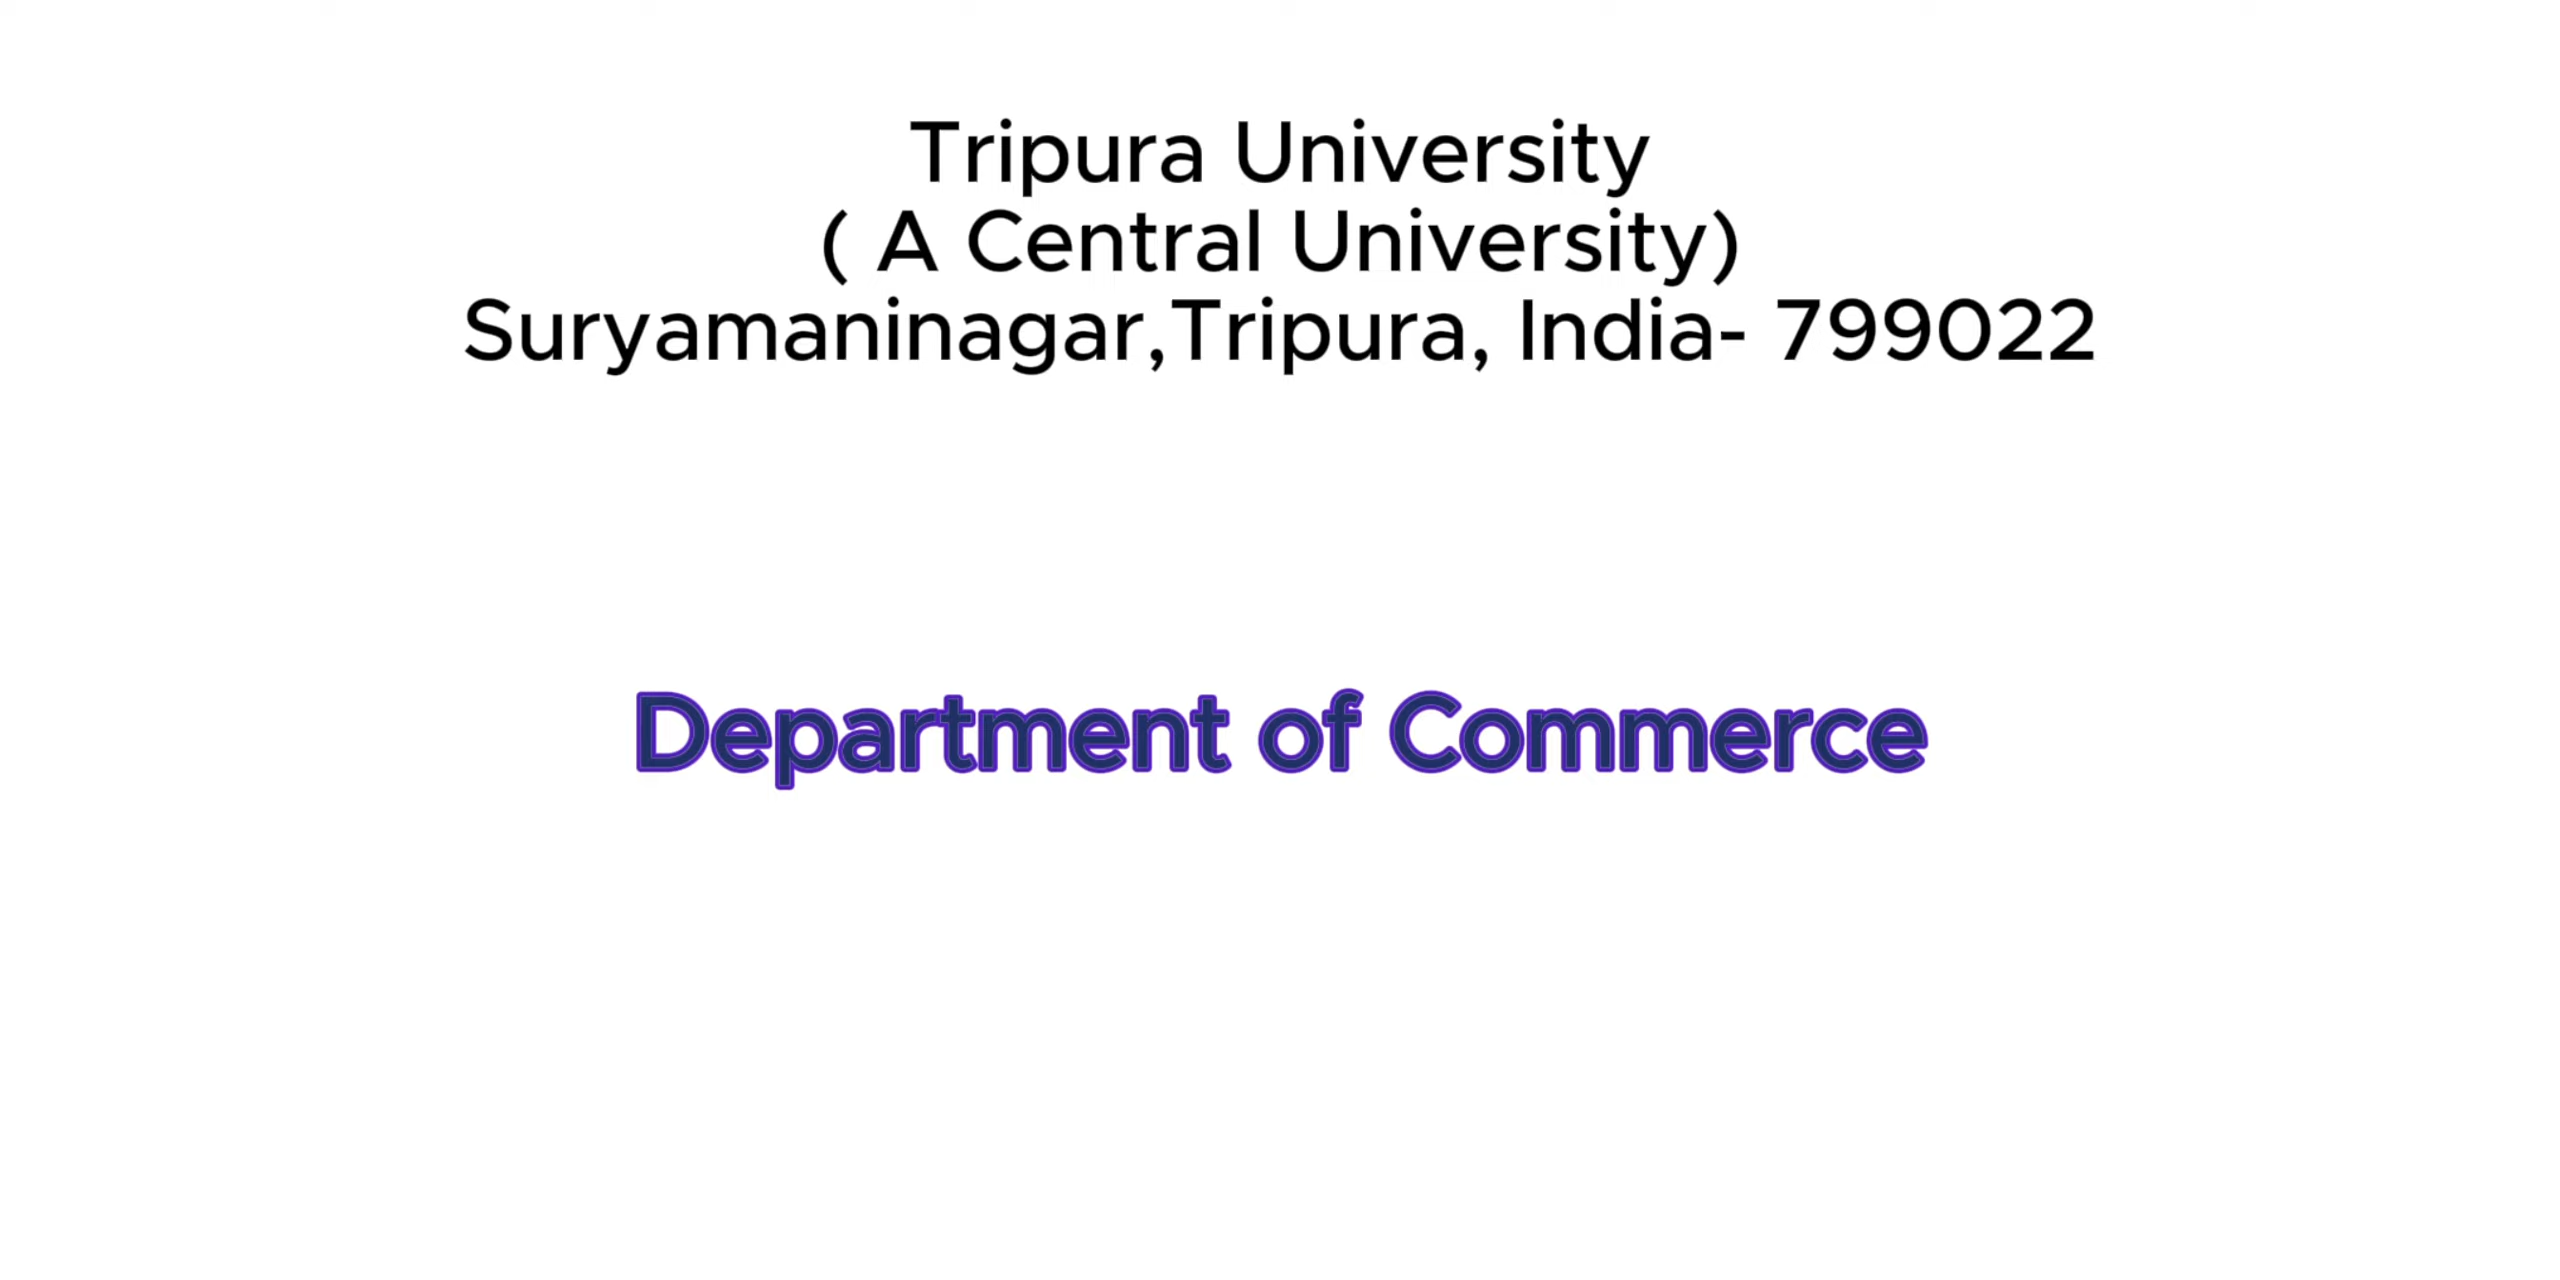 Tripura University
( A Central University)
Suryamaninagar,Tripura, India- 799022
Department of Commerce